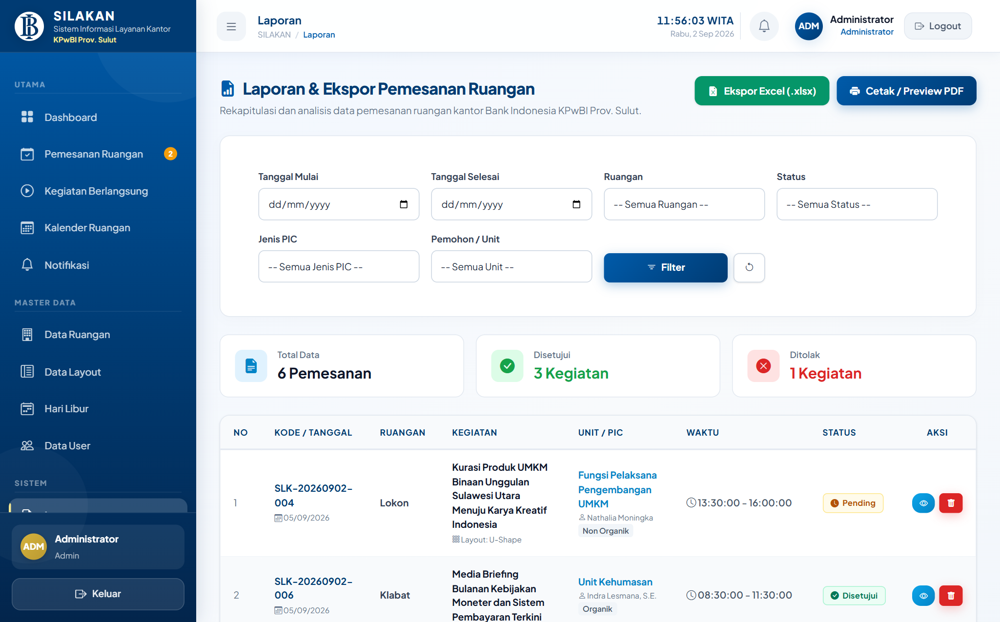 SILAKAN
Sistem Informasi Layanan Kantor
KPwBI Prov. Sulut
UTAMA
Dashboard
Pemesanan Ruangan 2
Kegiatan Berlangsung
Kalender Ruangan
Notifikasi
MASTER DATA
Data Ruangan
Data Layout
Hari Libur
Data User
SISTEM
ADM Administrator
Admin
Keluar
Laporan
SILAKAN / Laporan
11:56:03 WITA
Rabu, 2 Sep 2026
ADM
Administrator
Administrator
Logout
Laporan & Ekspor Pemesanan Ruangan
Rekapitulasi dan analisis data pemesanan ruangan kantor Bank Indonesia KPwBI Prov. Sulut.
Ekspor Excel (.xlsx)
Cetak / Preview PDF
Tanggal Mulai
dd/mm/yyyy
Tanggal Selesai
dd/mm/yyyy
Ruangan
-- Semua Ruangan --
Status
-- Semua Status --
Jenis PIC
-- Semua Jenis PIC --
Pemohon / Unit
-- Semua Unit --
Filter
Total Data
6 Pemesanan
Disetujui
3 Kegiatan
Ditolak
1 Kegiatan
NO KODE / TANGGAL RUANGAN KEGIATAN UNIT / PIC WAKTU STATUS AKSI
1
SLK-20260902-
004
05/09/2026
Lokon
Kurasi Produk UMKM
Binaan Unggulan
Sulawesi Utara
Menuju Karya Kreatif
Indonesia
Layout: U-Shape
Fungsi Pelaksana
Pengembangan
UMKM
Nathalia Moningka
Non Organik
13:30:00 - 16:00:00
Pending
2
SLK-20260902-
006
05/09/2026
Klabat
Media Briefing
Bulanan Kebijakan
Moneter dan Sistem
Pembayaran Terkini
Unit Kehumasan
Indra Lesmana, S.E.
Organik
08:30:00 - 11:30:00
Disetujui